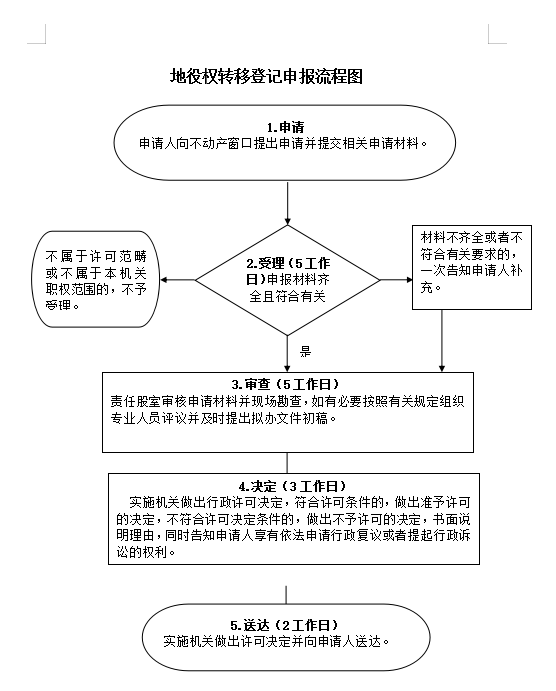 地役权转移登记申报流程图
1.申请
申请人向不动产窗口提出申请并提交相关申请材料。
不属于许可范畴
或不属于本机关
职权范围的，不予
受理。
2.受理（5工作
日）申报材料齐
全且符合有关
材料不齐全或者不
符合有关要求的，
一次告知申请人补
充。
是
3.审查（5工作日）
责任股室审核申请材料并现场勘查，如有必要按照有关规定组织
专业人员评议并及时提出拟办文件初稿。
4.决定（3工作日）
实施机关做出行政许可决定，符合许可条件的，做出准予许可
的决定，不符合许可决定条件的，做出不予许可的决定，书面说
明理由，同时告知申请人享有依法申请行政复议或者提起行政诉
讼的权利。
5.送达（2工作日）
实施机关做出许可决定并向申请人送达。